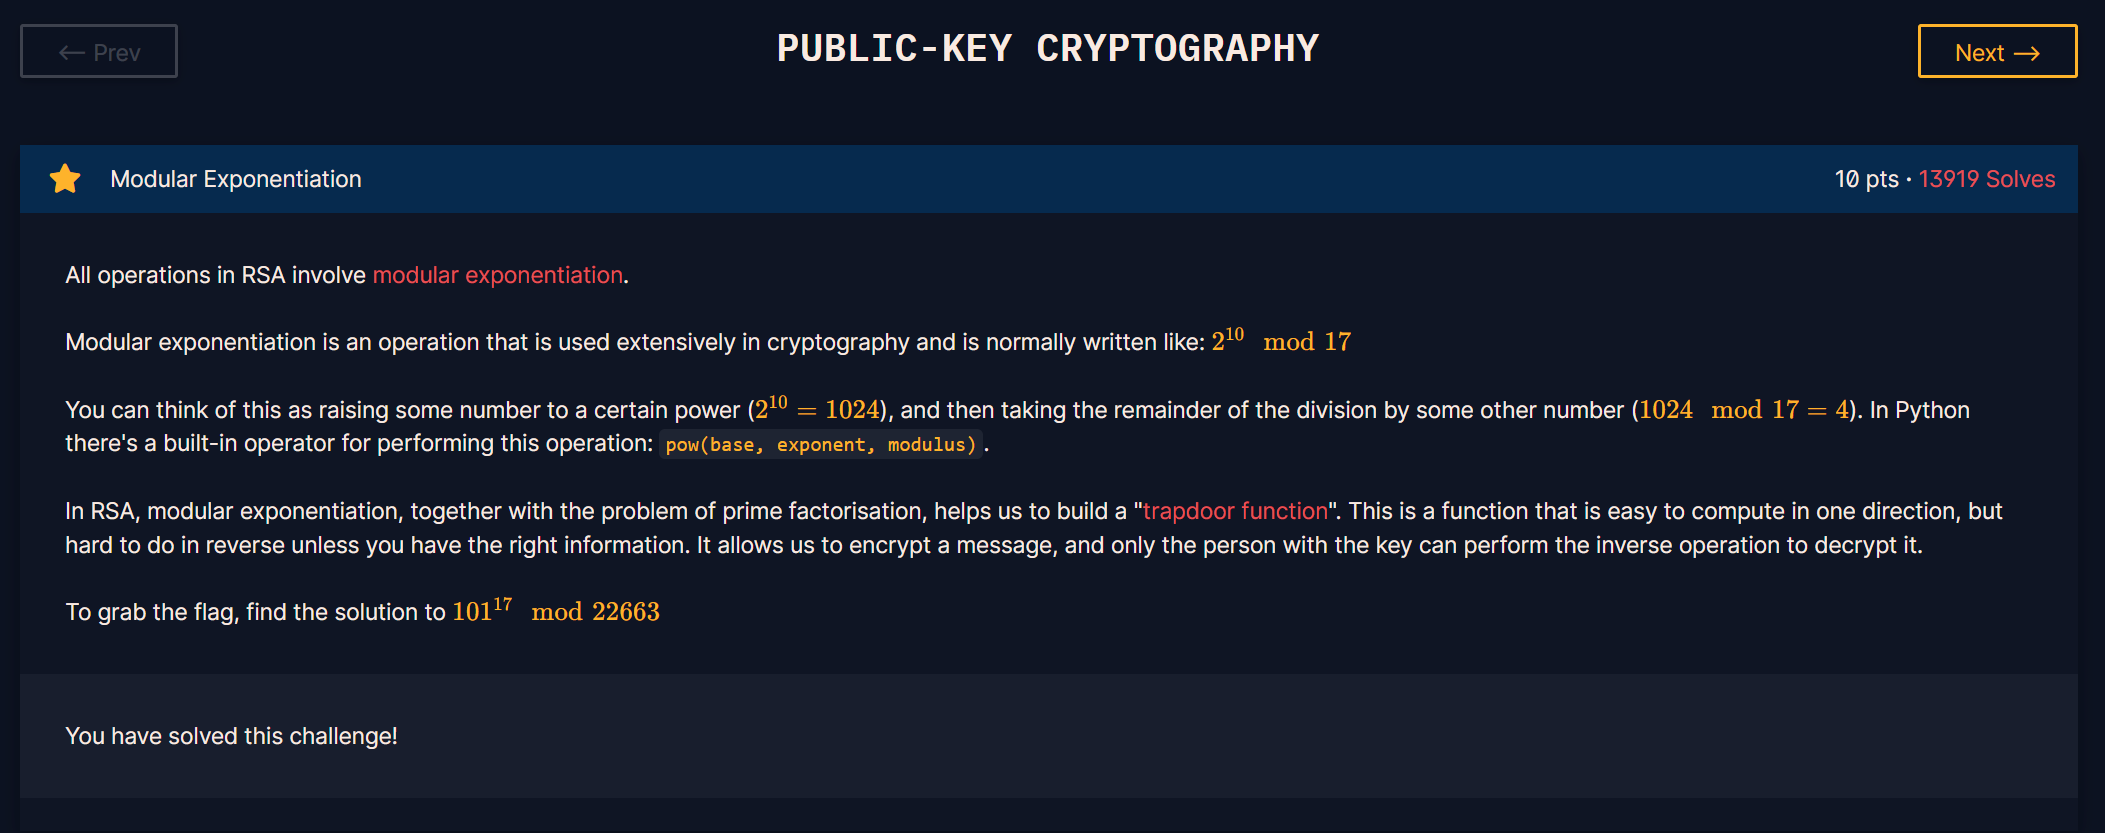 ← Prev
PUBLIC-KEY CRYPTOGRAPHY
Next →
Modular Exponentiation
10 pts · 13919 Solves
All operations in RSA involve modular exponentiation.
Modular exponentiation is an operation that is used extensively in cryptography and is normally written like: 2^10 mod 17
You can think of this as raising some number to a certain power (2^10 = 1024), and then taking the remainder of the division by some other number (1024 mod 17 = 4). In Python
there's a built-in operator for performing this operation: pow(base, exponent, modulus).
In RSA, modular exponentiation, together with the problem of prime factorisation, helps us to build a "trapdoor function". This is a function that is easy to compute in one direction, but
hard to do in reverse unless you have the right information. It allows us to encrypt a message, and only the person with the key can perform the inverse operation to decrypt it.
To grab the flag, find the solution to 101^17 mod 22663
You have solved this challenge!